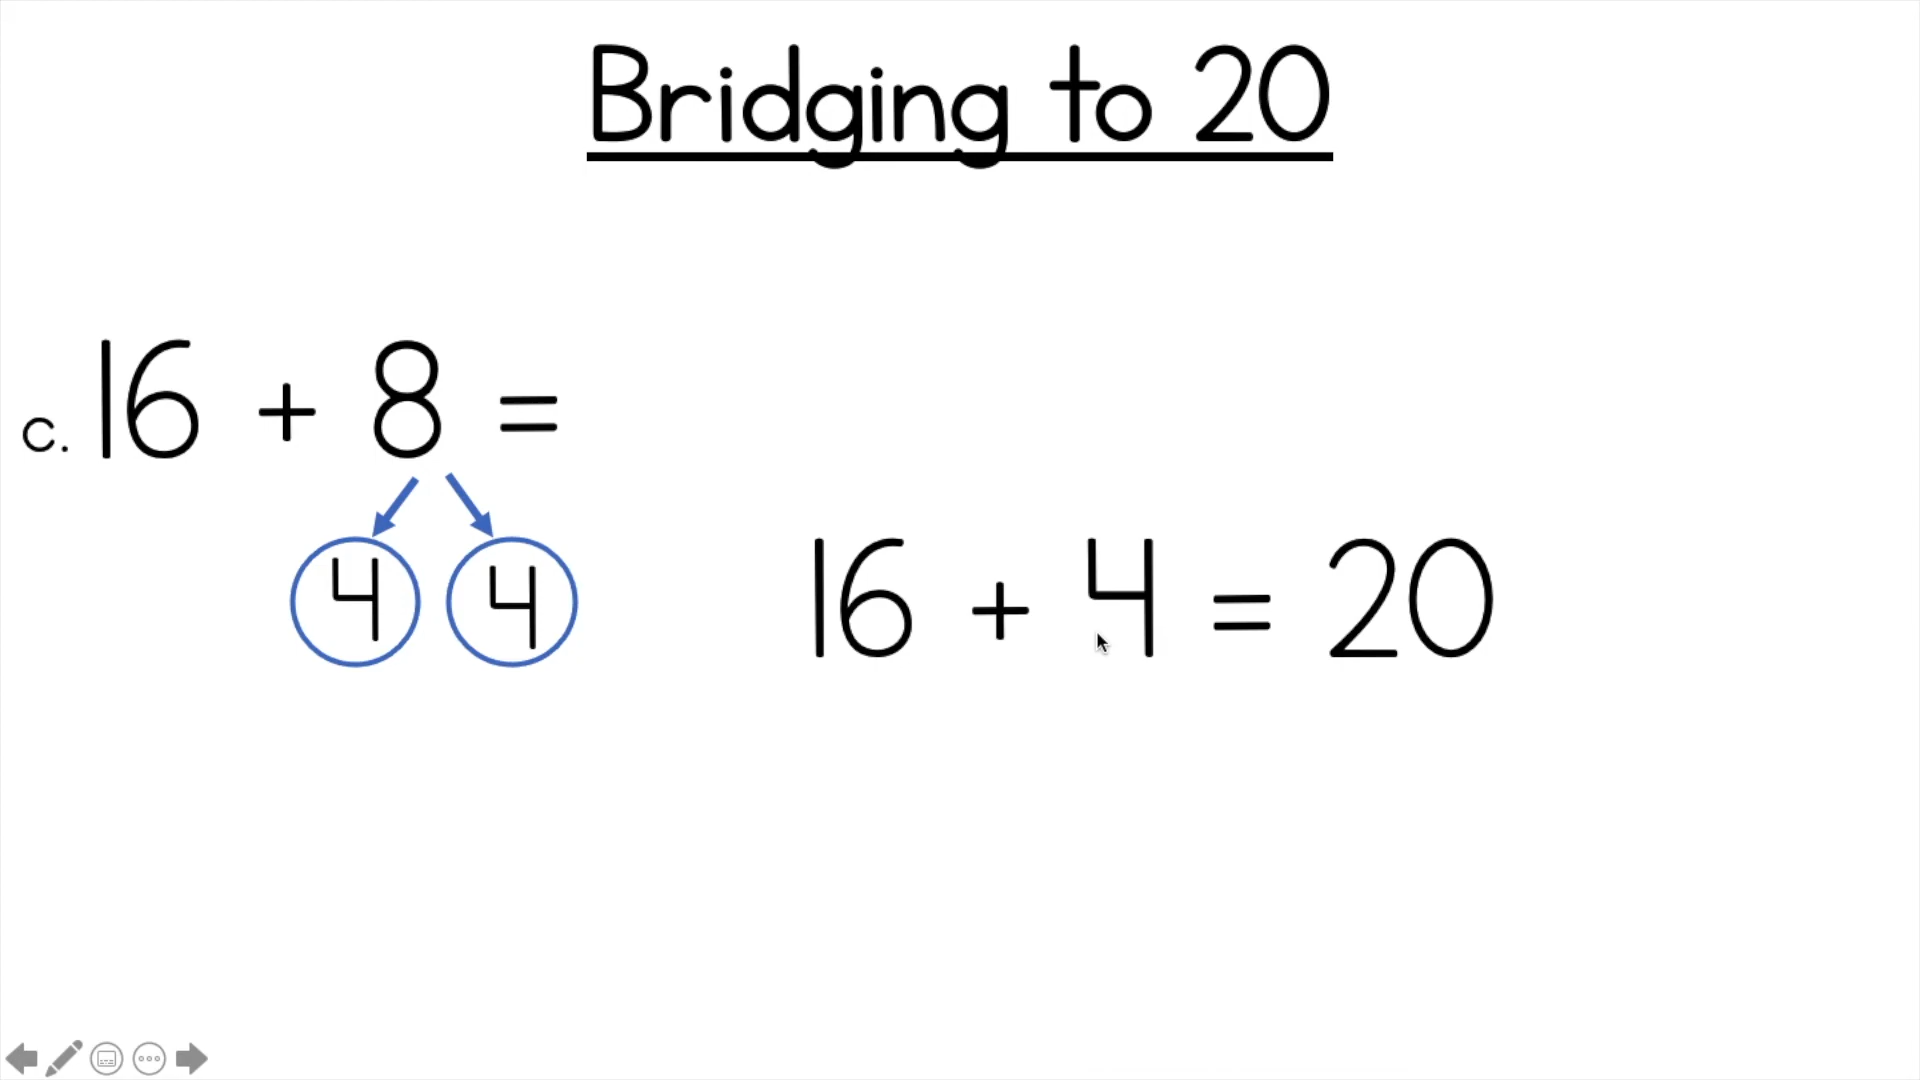 Bridging to 20
c. 16 + 8 =
4 4
16 + 4 = 20